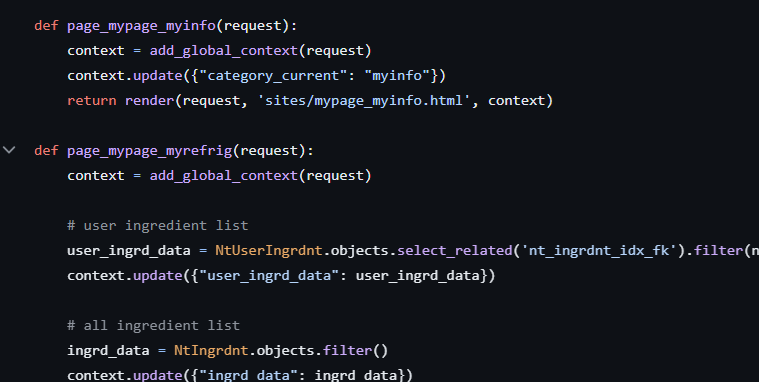 def page_mypage_myinfo(request):
    context = add_global_context(request)
    context.update({"category_current": "myinfo"})
    return render(request, 'sites/mypage_myinfo.html', context)
def page_mypage_myrefrig(request):
    context = add_global_context(request)
    # user ingredient list
    user_ingrd_data = NtUserIngrdnt.objects.select_related('nt_ingrdnt_idx_fk').filter(n
    context.update({"user_ingrd_data": user_ingrd_data})
    # all ingredient list
    ingrd_data = NtIngrdnt.objects.filter()
    context.update({"ingrd_data": ingrd_data})